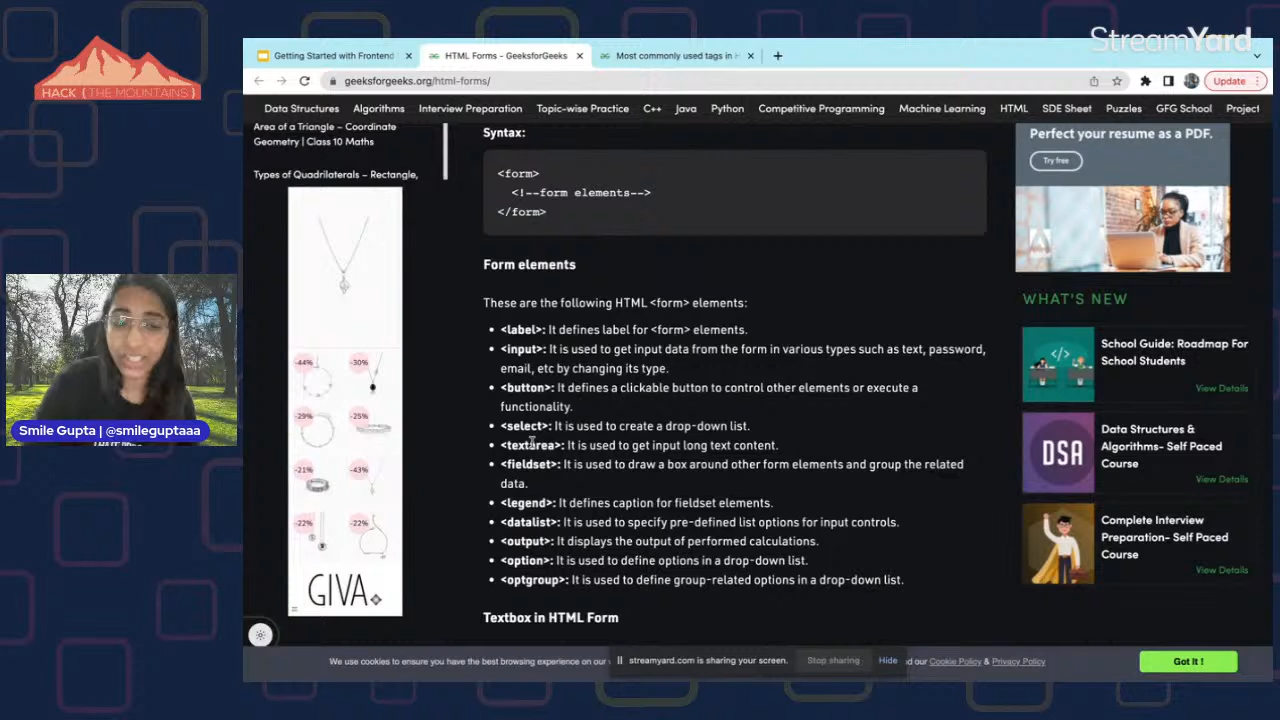 StreamYard
HACK { THE MOUNTAINS }
Getting Started with Frontend
HTML Forms - GeeksforGeeks
Most commonly used tags in H
geeksforgeeks.org/html-forms/
Update
Data Structures Algorithms Interview Preparation Topic-wise Practice C++ Java Python Competitive Programming Machine Learning HTML SDE Sheet Puzzles GFG School Project
Area of a Triangle – Coordinate
Geometry | Class 10 Maths
Types of Quadrilaterals – Rectangle,
-44% -30%
-29% -25%
-21% -43%
-22% -22%
GIVA
Syntax:
<form>
<!--form elements-->
</form>
Form elements
These are the following HTML <form> elements:
• <label>: It defines label for <form> elements.
• <input>: It is used to get input data from the form in various types such as text, password,
email, etc by changing its type.
• <button>: It defines a clickable button to control other elements or execute a
functionality.
• <select>: It is used to create a drop-down list.
• <textarea>: It is used to get input long text content.
• <fieldset>: It is used to draw a box around other form elements and group the related
data.
• <legend>: It defines caption for fieldset elements.
• <datalist>: It is used to specify pre-defined list options for input controls.
• <output>: It displays the output of performed calculations.
• <option>: It is used to define options in a drop-down list.
• <optgroup>: It is used to define group-related options in a drop-down list.
Textbox in HTML Form
Perfect your resume as a PDF.
Try free
Adobe
WHAT'S NEW
School Guide: Roadmap For
School Students
View Details
DSA
Data Structures &
Algorithms- Self Paced
Course
View Details
Complete Interview
Preparation- Self Paced
Course
View Details
Smile Gupta | @smileguptaaa
We use cookies to ensure you have the best browsing experience on our
streamyard.com is sharing your screen. Stop sharing Hide
d our Cookie Policy & Privacy Policy
Got It !